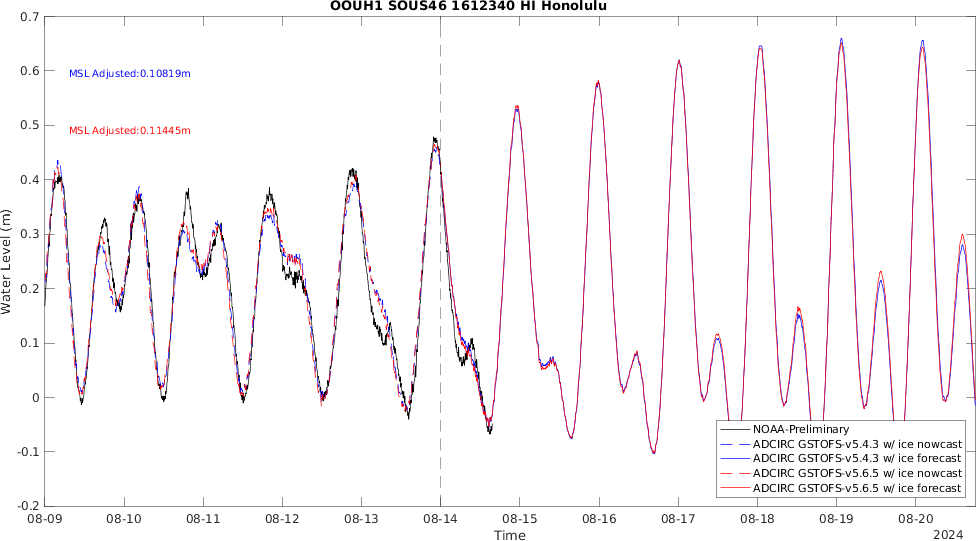 OOUH1 SOUS46 1612340 HI Honolulu
0.7
0.6
0.5
0.4
0.3
0.2
0.1
0
-0.1
-0.2
Water Level (m)
MSL Adjusted:0.10819m
MSL Adjusted:0.11445m
NOAA-Preliminary
ADCIRC GSTOFS-v5.4.3 w/ ice nowcast
ADCIRC GSTOFS-v5.4.3 w/ ice forecast
ADCIRC GSTOFS-v5.6.5 w/ ice nowcast
ADCIRC GSTOFS-v5.6.5 w/ ice forecast
08-09 08-10 08-11 08-12 08-13 08-14 08-15 08-16 08-17 08-18 08-19 08-20
Time
2024